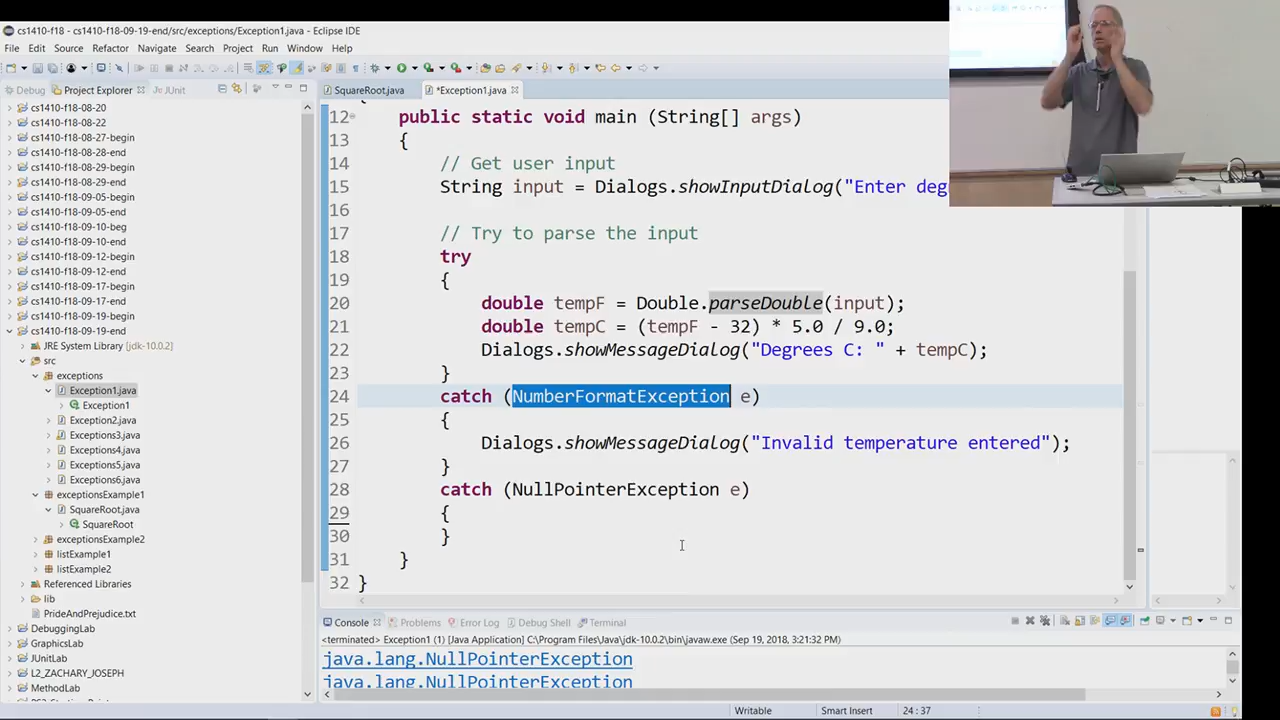 cs1410-f18 - cs1410-f18-09-19-end/src/exceptions/Exception1.java - Eclipse IDE
File Edit Source Refactor Navigate Search Project Run Window Help
Debug Project Explorer JUnit
cs1410-f18-08-20
cs1410-f18-08-22
cs1410-f18-08-27-begin
cs1410-f18-08-28-end
cs1410-f18-08-29-begin
cs1410-f18-08-29-end
cs1410-f18-09-05-begin
cs1410-f18-09-05-end
cs1410-f18-09-10-beg
cs1410-f18-09-10-end
cs1410-f18-09-12-begin
cs1410-f18-09-12-end
cs1410-f18-09-17-begin
cs1410-f18-09-17-end
cs1410-f18-09-19-begin
cs1410-f18-09-19-end
JRE System Library [jdk-10.0.2]
src
exceptions
Exception1.java
Exception1
Exception2.java
Exceptions3.java
Exceptions4.java
Exceptions5.java
Exceptions6.java
exceptionsExample1
SquareRoot.java
SquareRoot
exceptionsExample2
listExample1
listExample2
Referenced Libraries
lib
PrideAndPrejudice.txt
DebuggingLab
GraphicsLab
JUnitLab
L2_ZACHARY_JOSEPH
MethodLab
SquareRoot.java *Exception1.java
{
12 public static void main (String[] args)
13 {
14 // Get user input
15 String input = Dialogs.showInputDialog("Enter deg
16
17 // Try to parse the input
18 try
19 {
20 double tempF = Double.parseDouble(input);
21 double tempC = (tempF - 32) * 5.0 / 9.0;
22 Dialogs.showMessageDialog("Degrees C: " + tempC);
23 }
24 catch (NumberFormatException e)
25 {
26 Dialogs.showMessageDialog("Invalid temperature entered");
27 }
28 catch (NullPointerException e)
29 {
30 }
31 }
32 }
Console Problems Error Log Debug Shell Terminal
<terminated> Exception1 (1) [Java Application] C:\Program Files\Java\jdk-10.0.2\bin\javaw.exe (Sep 19, 2018, 3:21:32 PM)
java.lang.NullPointerException
java.lang.NullPointerException
Writable Smart Insert 24 : 37